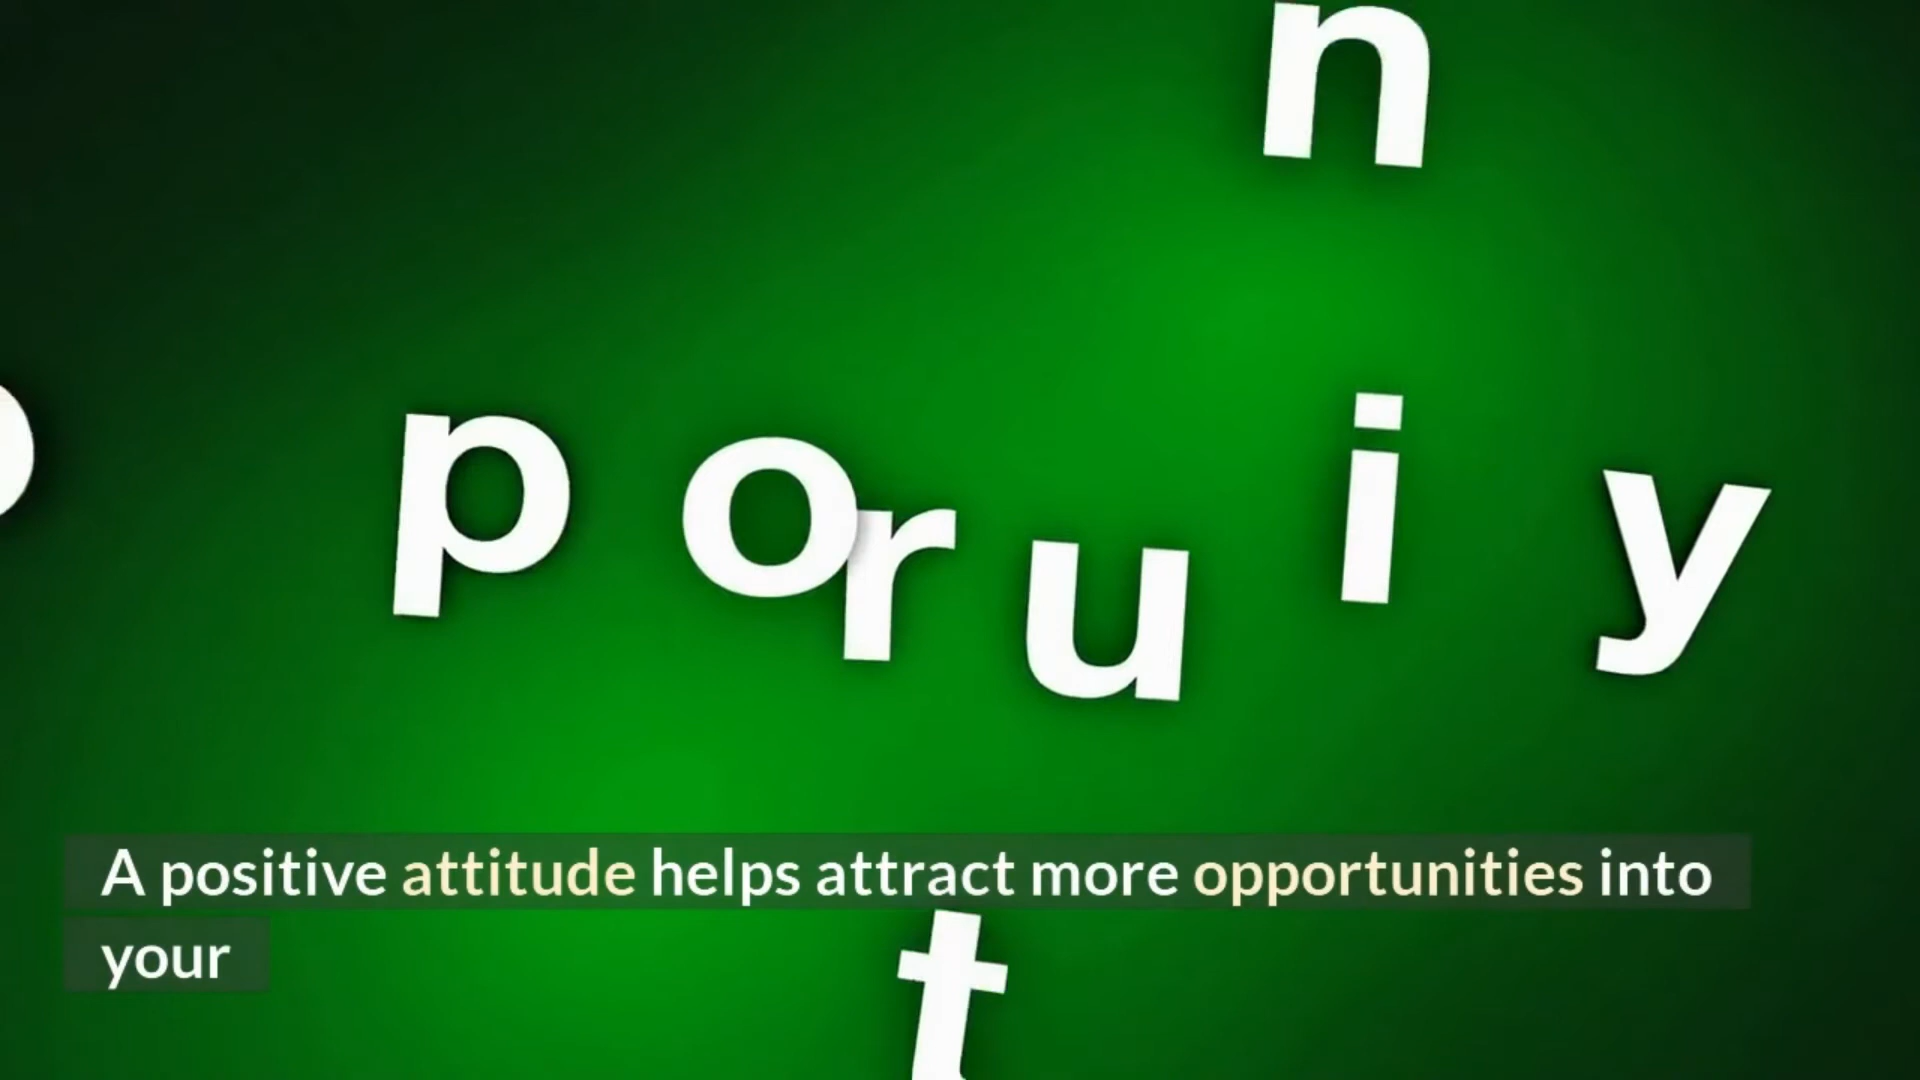 n
p o r u i y
A positive attitude helps attract more opportunities into
your
t